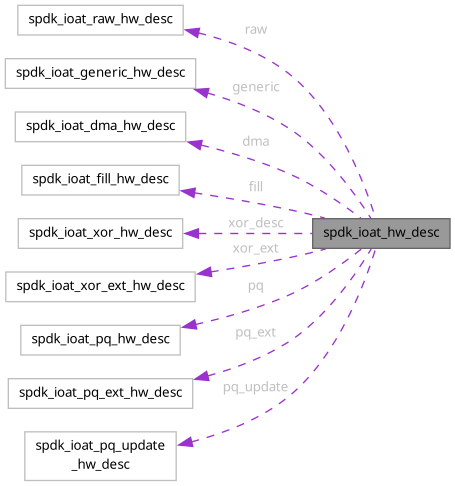 spdk_ioat_raw_hw_desc
raw
spdk_ioat_generic_hw_desc
generic
spdk_ioat_dma_hw_desc
dma
spdk_ioat_fill_hw_desc
fill
spdk_ioat_xor_hw_desc
xor_desc
spdk_ioat_hw_desc
xor_ext
spdk_ioat_xor_ext_hw_desc
pq
spdk_ioat_pq_hw_desc
pq_ext
spdk_ioat_pq_ext_hw_desc
pq_update
spdk_ioat_pq_update
_hw_desc